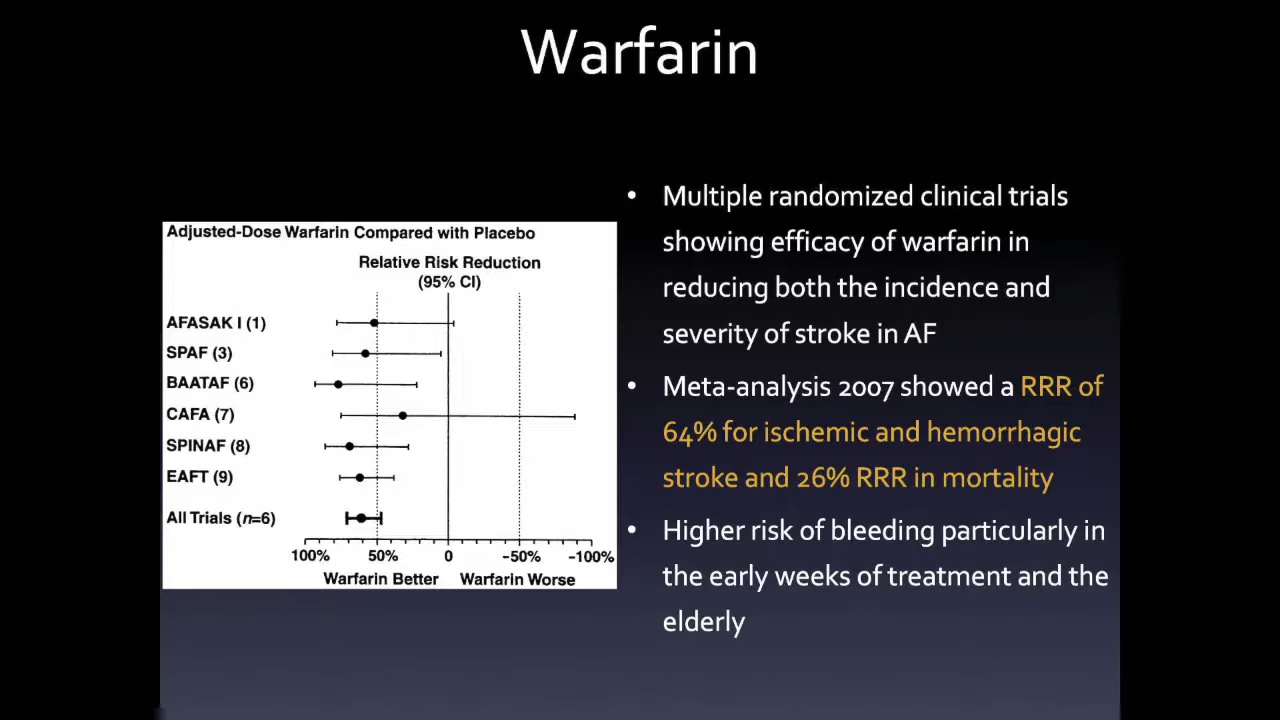 Warfarin
Adjusted-Dose Warfarin Compared with Placebo
Relative Risk Reduction
(95% CI)
AFASAK I (1)
SPAF (3)
BAATAF (6)
CAFA (7)
SPINAF (8)
EAFT (9)
All Trials (n=6)
100% 50% 0 -50% -100%
Warfarin Better Warfarin Worse
• Multiple randomized clinical trials
showing efficacy of warfarin in
reducing both the incidence and
severity of stroke in AF
• Meta-analysis 2007 showed a RRR of
64% for ischemic and hemorrhagic
stroke and 26% RRR in mortality
• Higher risk of bleeding particularly in
the early weeks of treatment and the
elderly